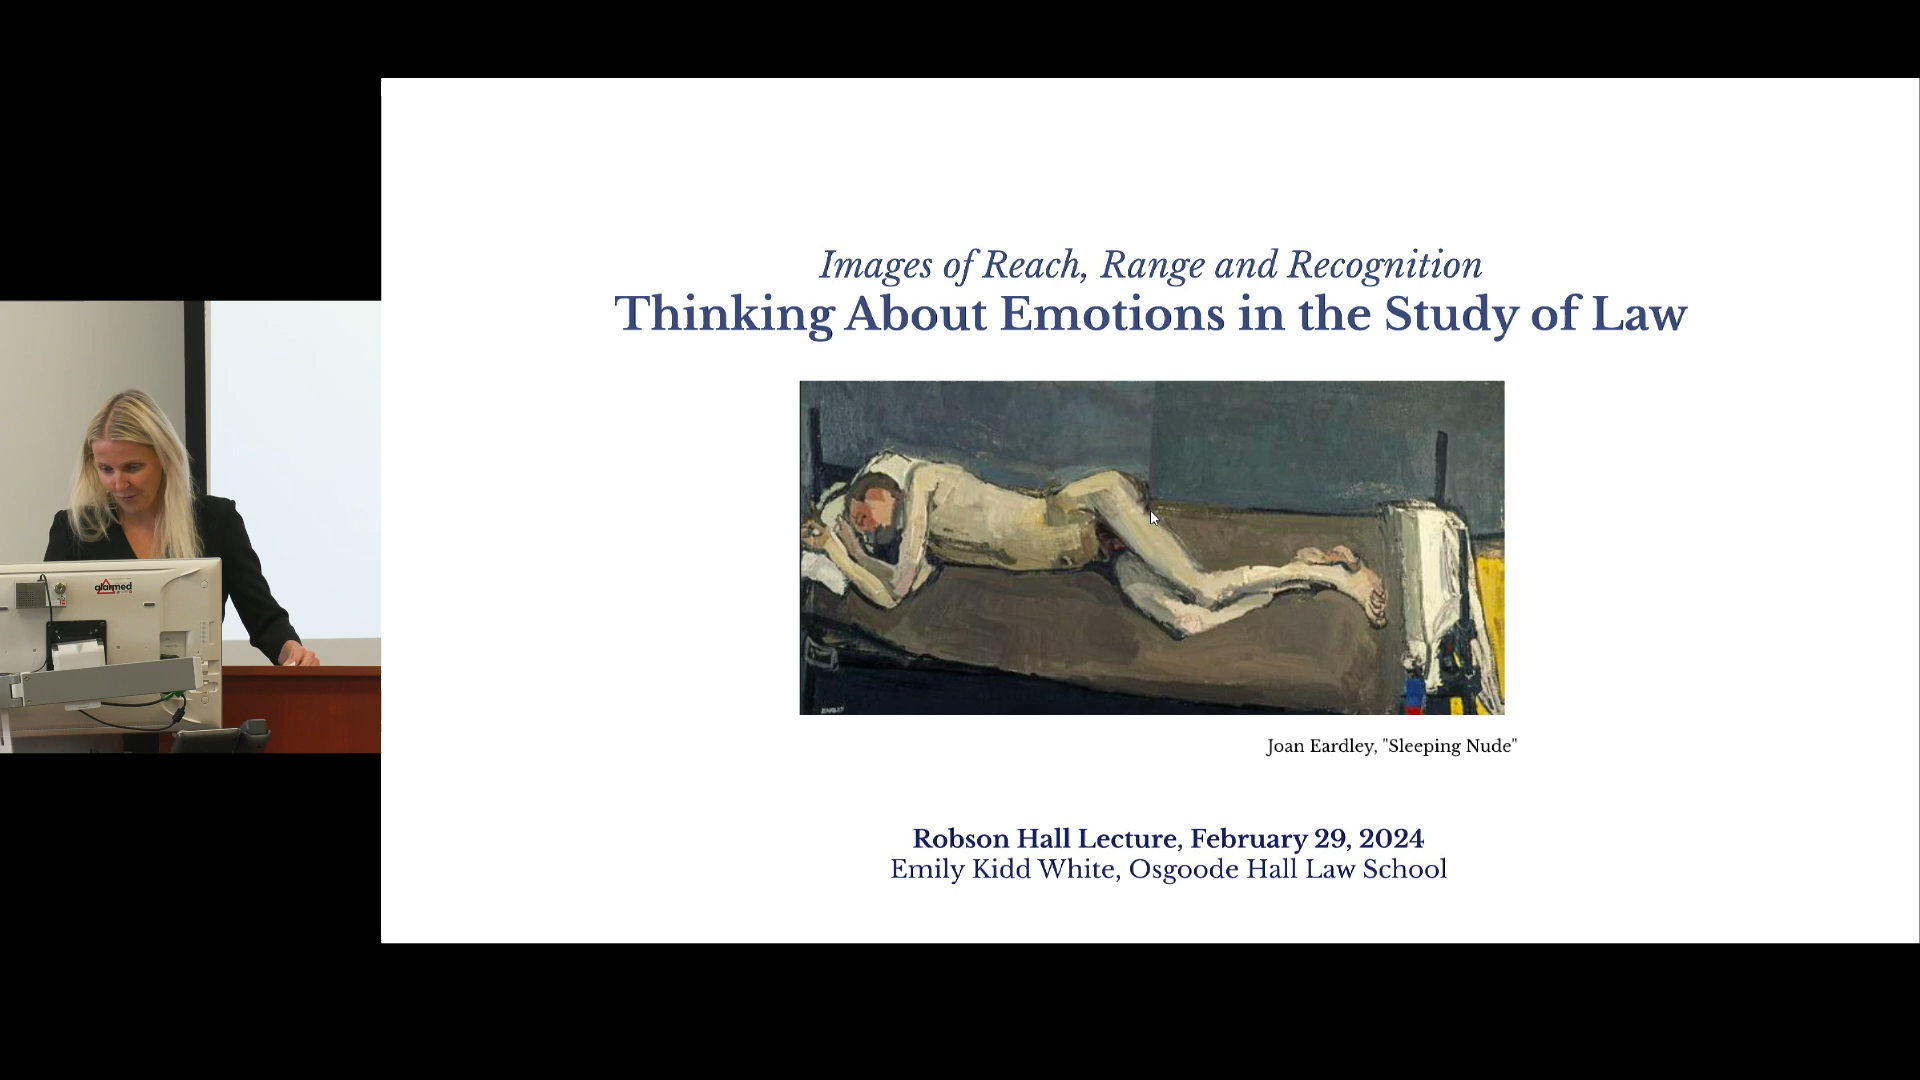 Images of Reach, Range and Recognition
Thinking About Emotions in the Study of Law
Joan Eardley, "Sleeping Nude"
Robson Hall Lecture, February 29, 2024
Emily Kidd White, Osgoode Hall Law School